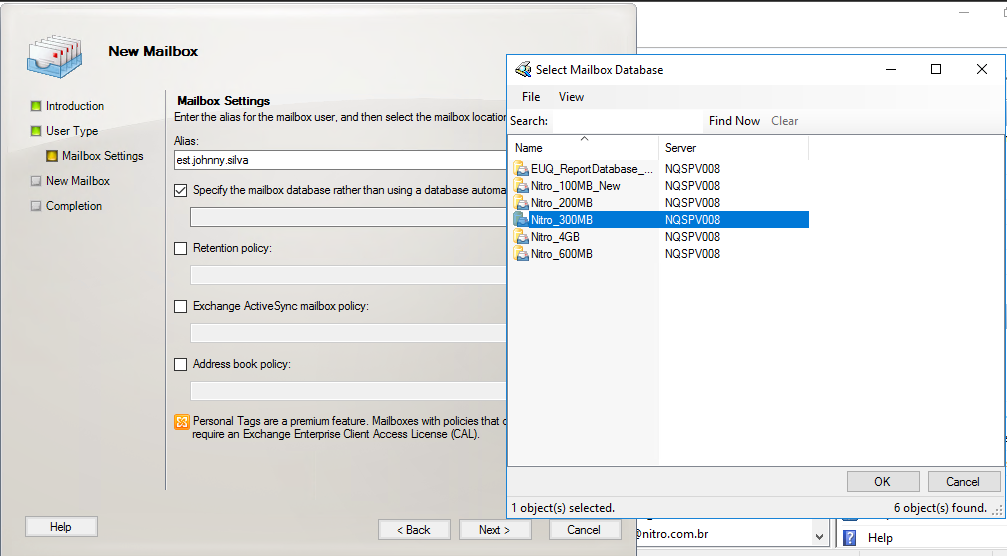 New Mailbox
Introduction
User Type
Mailbox Settings
New Mailbox
Completion
Mailbox Settings
Enter the alias for the mailbox user, and then select the mailbox location
Alias:
est.johnny.silva
Specify the mailbox database rather than using a database automa
Retention policy:
Exchange ActiveSync mailbox policy:
Address book policy:
Personal Tags are a premium feature. Mailboxes with policies that
require an Exchange Enterprise Client Access License (CAL).
Help
< Back
Next >
Cancel
Select Mailbox Database
File View
Search: Find Now Clear
Name Server
EUQ_ReportDatabase_... NQSPV008
Nitro_100MB_New NQSPV008
Nitro_200MB NQSPV008
Nitro_300MB NQSPV008
Nitro_4GB NQSPV008
Nitro_600MB NQSPV008
OK Cancel
1 object(s) selected. 6 object(s) found.
@nitro.com.br
Help